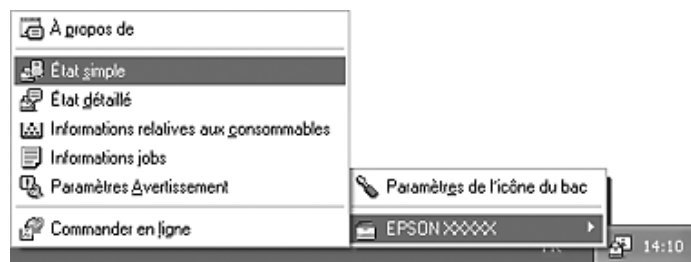 À propos de
État simple
État détaillé
Informations relatives aux consommables
Informations jobs
Paramètres Avertissement
Commander en ligne
Paramètres de l'icône du bac
EPSON XXXXX
14:10